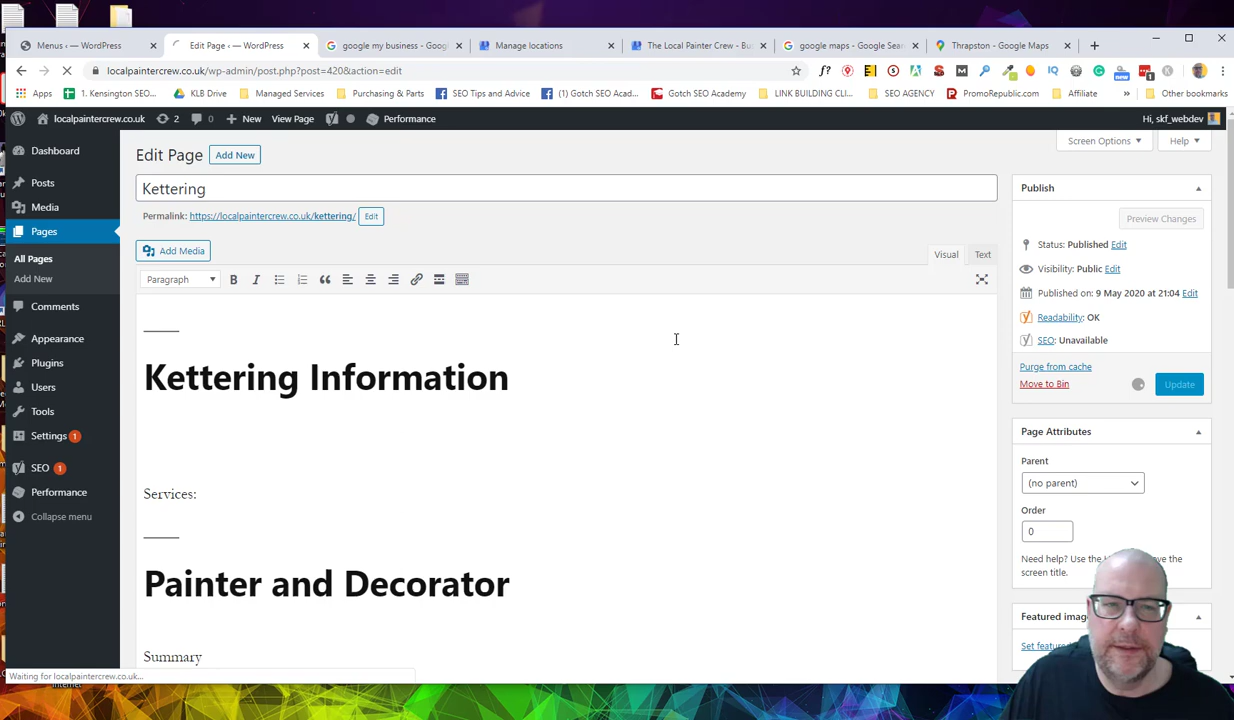 Menus ‹ — WordPress
Edit Page ‹ — WordPress
google my business - Goog
Manage locations
The Local Painter Crew - Bus
google maps - Google Sear
Thrapston - Google Maps
localpaintercrew.co.uk/wp-admin/post.php?post=420&action=edit
Apps
1. Kensington SEO...
KLB Drive
Managed Services
Purchasing & Parts
SEO Tips and Advice
(1) Gotch SEO Acad...
Gotch SEO Academy
LINK BUILDING CLI...
SEO AGENCY
PromoRepublic.com
Affiliate
Other bookmarks
localpaintercrew.co.uk
2
0
New
View Page
Performance
Hi, skf_webdev
Dashboard
Posts
Media
Pages
All Pages
Add New
Comments
Appearance
Plugins
Users
Tools
Settings 1
SEO 1
Performance
Collapse menu
Edit Page
Add New
Screen Options
Help
Kettering
Permalink: https://localpaintercrew.co.uk/kettering/ Edit
Add Media
Visual
Text
Paragraph
B
I
Kettering Information
Services:
Painter and Decorator
Summary
Publish
Preview Changes
Status: Published Edit
Visibility: Public Edit
Published on: 9 May 2020 at 21:04 Edit
Readability: OK
SEO: Unavailable
Purge from cache
Move to Bin
Update
Page Attributes
Parent
(no parent)
Order
0
Need help? Use the
screen title.
Featured imag
Set featur
Waiting for localpaintercrew.co.uk...